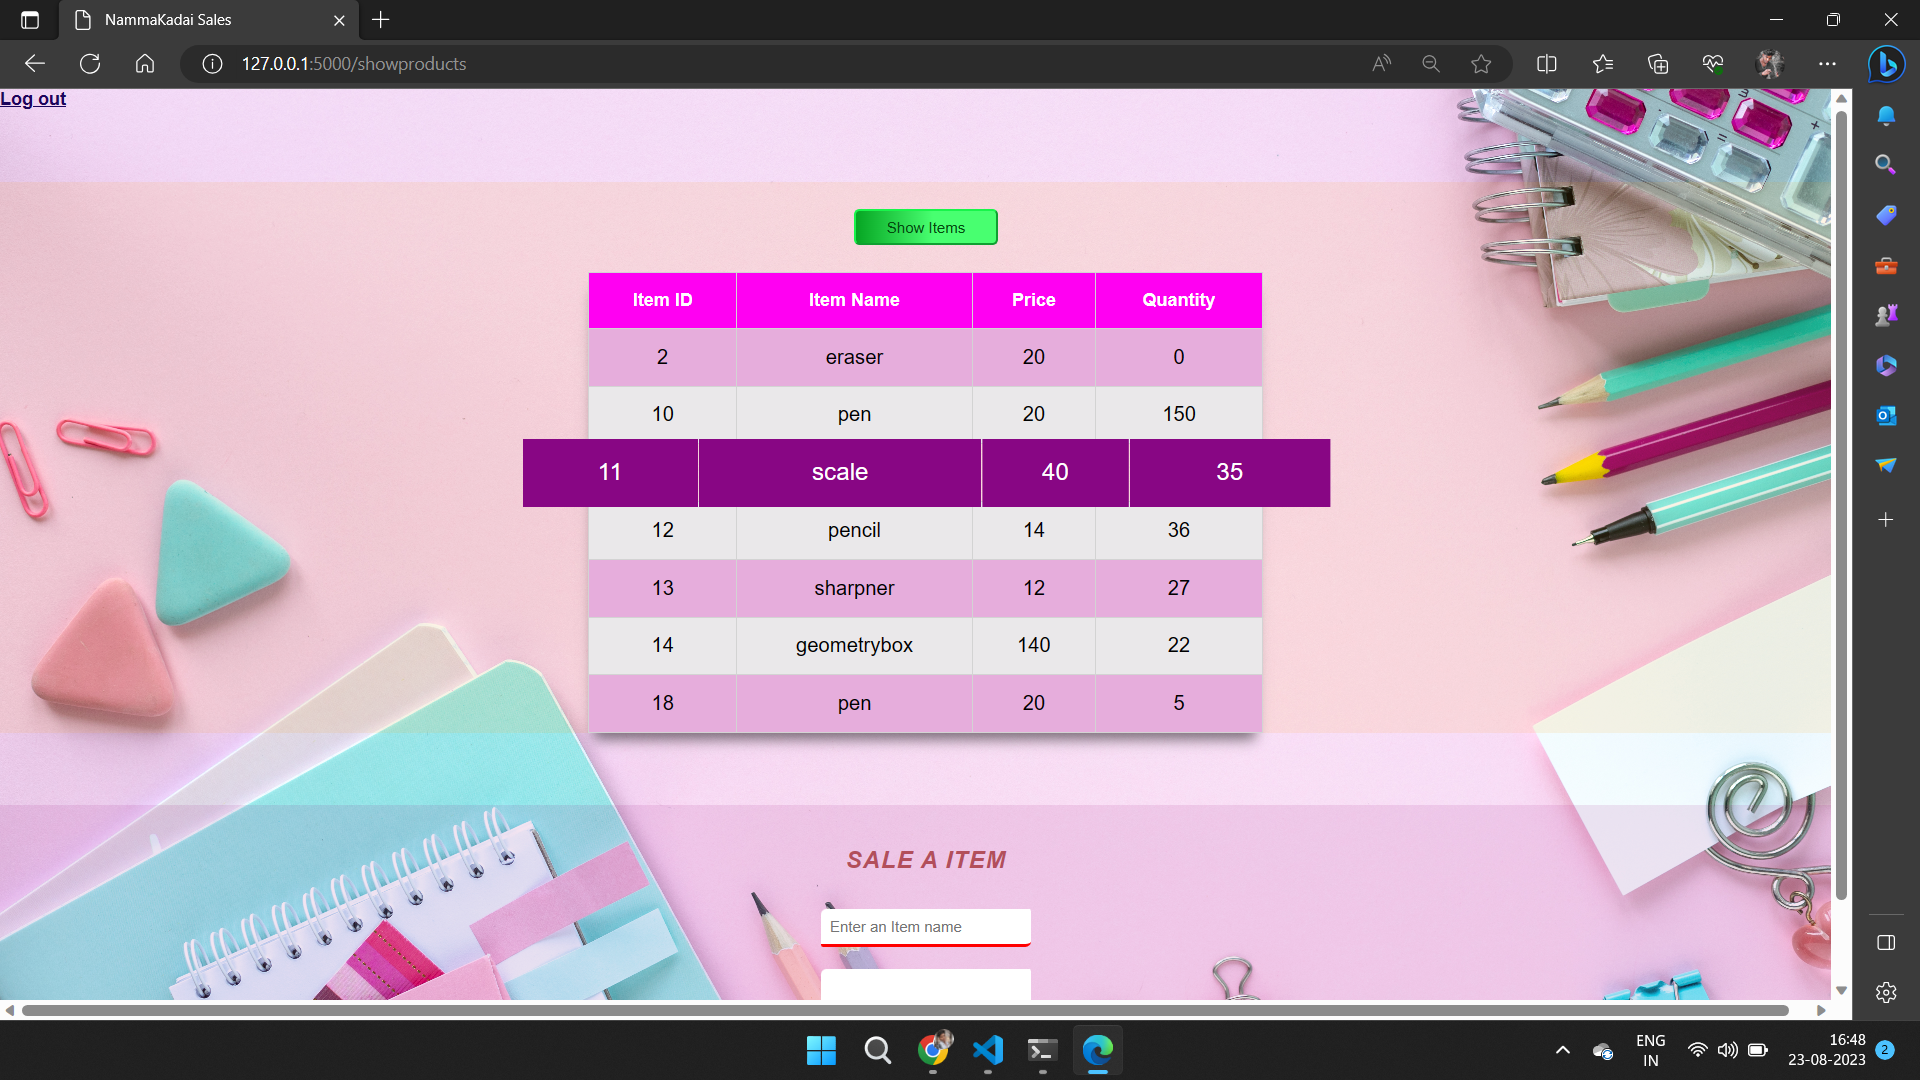 NammaKadai Sales
127.0.0.1:5000/showproducts
Log out
Show Items
Item ID Item Name Price Quantity
2 eraser 20 0
10 pen 20 150
11 scale 40 35
12 pencil 14 36
13 sharpner 12 27
14 geometrybox 140 22
18 pen 20 5
SALE A ITEM
Enter an Item name
ENG
IN
16:48
23-08-2023
2